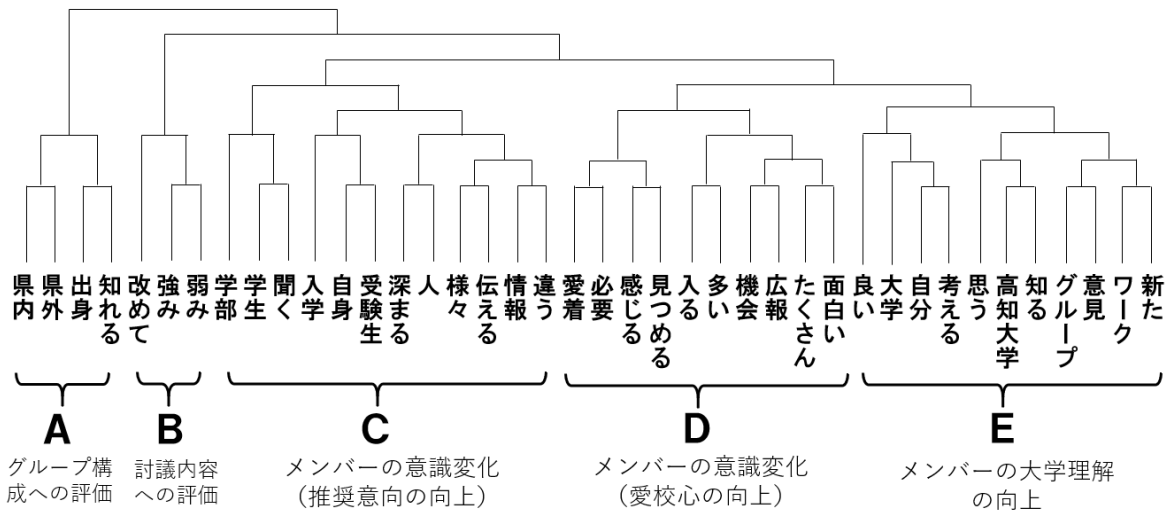 県内
県外
出身
知れる
改めて
強み
弱み
学部
学生
聞く
入学
自身
受験生
深まる
人
様々
伝える
情報
違う
愛着
必要
感じる
見つめる
入る
多い
機会
広報
たくさん
面白い
良い
大学
自分
考える
思う
高知大学
知る
グループ
意見
ワーク
新た
A
グループ構
成への評価
B
討議内容
への評価
C
メンバーの意識変化
（推奨意向の向上）
D
メンバーの意識変化
（愛校心の向上）
E
メンバーの大学理解
の向上